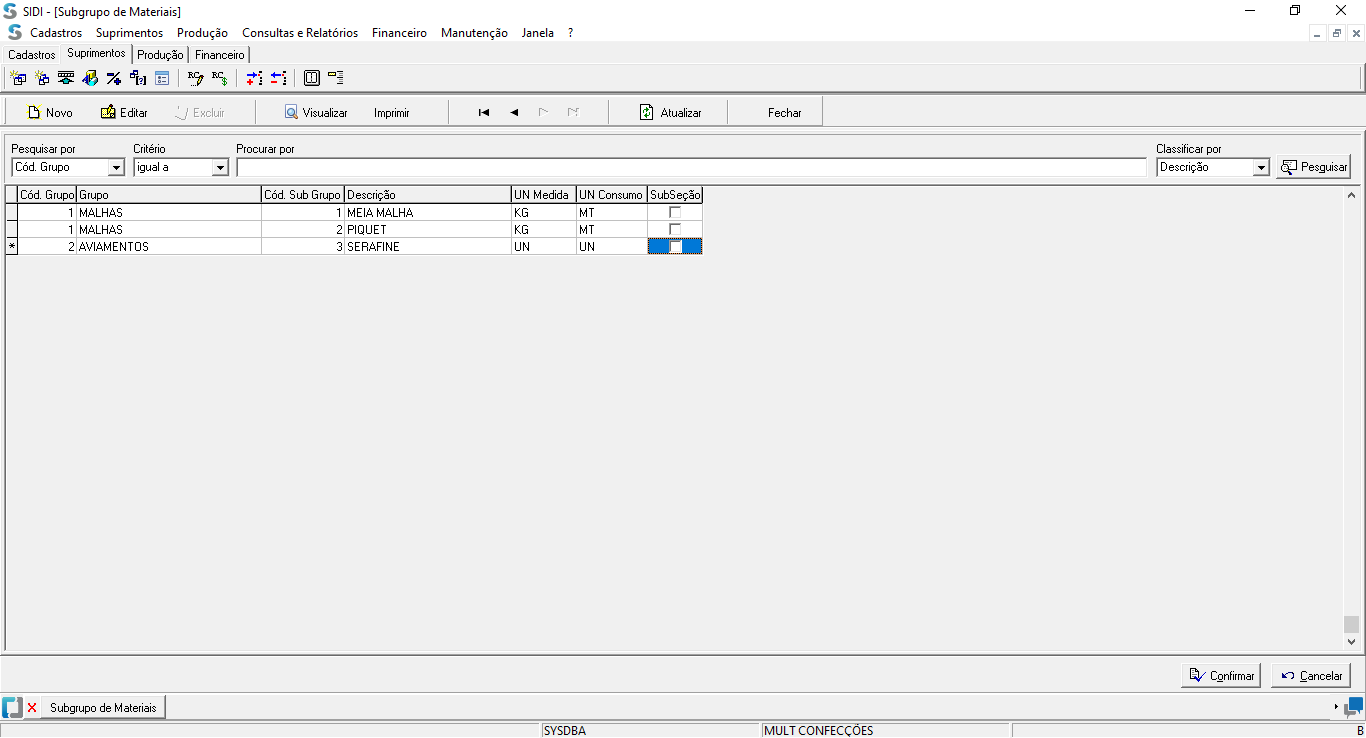 SIDI - [Subgrupo de Materiais]
Cadastros Suprimentos Produção Consultas e Relatórios Financeiro Manutenção Janela ?
Cadastros Suprimentos Produção Financeiro
Novo Editar Excluir Visualizar Imprimir Atualizar Fechar
Pesquisar por Critério Procurar por Classificar por
Cód. Grupo igual a Descrição Pesquisar
Cód. Grupo Grupo Cód. Sub Grupo Descrição UN Medida UN Consumo SubSeção
1 MALHAS 1 MEIA MALHA KG MT
1 MALHAS 2 PIQUET KG MT
* 2 AVIAMENTOS 3 SERAFINE UN UN
Confirmar Cancelar
Subgrupo de Materiais
SYSDBA MULT CONFECÇÕES B